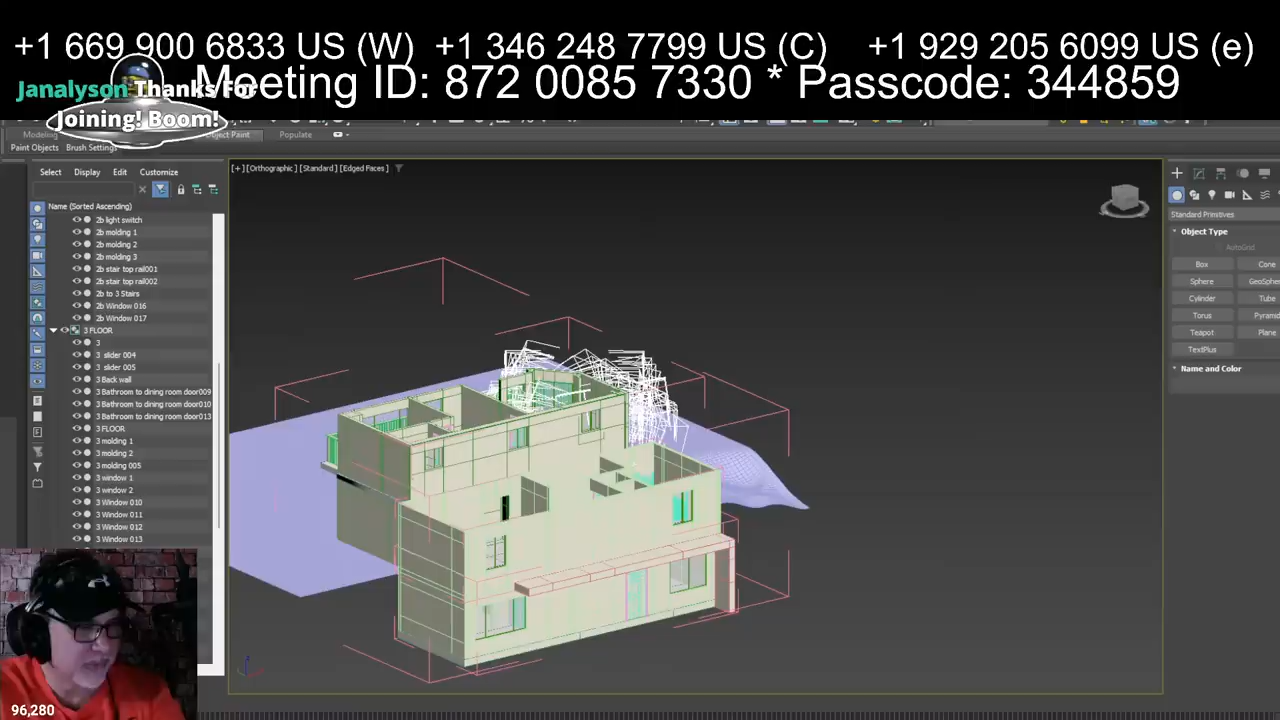 +1 669 900 6833 US (W) +1 346 248 7799 US (C) +1 929 205 6099 US (e)
Meeting ID: 872 0085 7330 * Passcode: 344859
Janalyson Thanks For
Joining! Boom!
Modeling
Object Paint
Populate
Paint Objects Brush Settings
Select Display Edit Customize
Name (Sorted Ascending)
2b light switch
2b molding 1
2b molding 2
2b molding 3
2b stair top rail001
2b stair top rail002
2b to 3 Stairs
2b Window 016
2b Window 017
3 FLOOR
3
3 slider 004
3 slider 005
3 Back wall
3 Bathroom to dining room door009
3 Bathroom to dining room door010
3 Bathroom to dining room door013
3 FLOOR
3 molding 1
3 molding 2
3 molding 005
3 window 1
3 window 2
3 Window 010
3 Window 011
3 Window 012
3 Window 013
[+] [Orthographic] [Standard] [Edged Faces]
Standard Primitives
Object Type
AutoGrid
Box Cone
Sphere GeoSphere
Cylinder Tube
Torus Pyramid
Teapot Plane
TextPlus
Name and Color
96,280